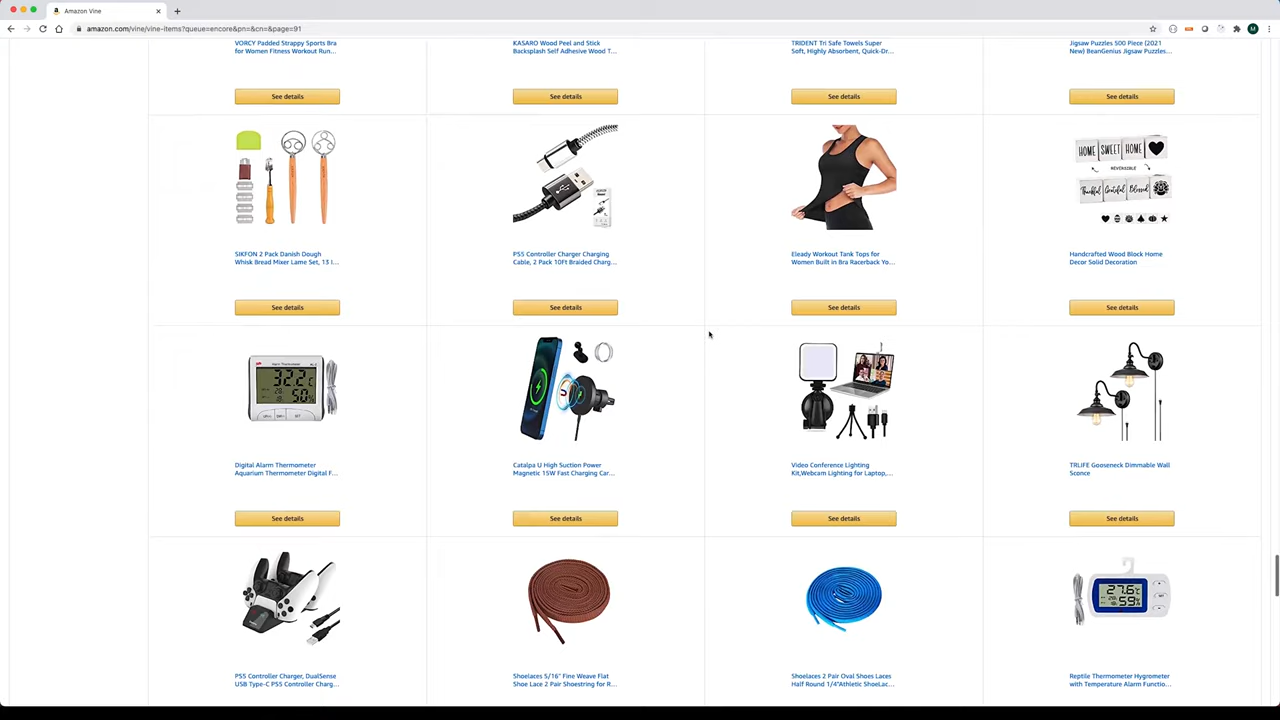 Amazon Vine
amazon.com/vine/vine-items?queue=encore&pn=&cn=&page=91
M
VORCY Padded Strappy Sports Bra
for Women Fitness Workout Run...
KASARO Wood Peel and Stick
Backsplash Self Adhesive Wood T...
TRIDENT Tri Safe Towels Super
Soft, Highly Absorbent, Quick-Dr...
Jigsaw Puzzles 500 Piece (2021
New) BeanGenius Jigsaw Puzzles...
See details
See details
See details
See details
HOME SWEET HOME
REVERSIBLE
Thankful Grateful Blessed
SIKFON 2 Pack Danish Dough
Whisk Bread Mixer Lame Set, 13 I...
PS5 Controller Charger Charging
Cable, 2 Pack 10Ft Braided Charg...
Eleady Workout Tank Tops for
Women Built in Bra Racerback Yo...
Handcrafted Wood Block Home
Decor Solid Decoration
See details
See details
See details
See details
Digital Alarm Thermometer
Aquarium Thermometer Digital F...
Catalpa U High Suction Power
Magnetic 15W Fast Charging Car...
Video Conference Lighting
Kit,Webcam Lighting for Laptop,...
TRLIFE Gooseneck Dimmable Wall
Sconce
See details
See details
See details
See details
PS5 Controller Charger, DualSense
USB Type-C PS5 Controller Charg...
Shoelaces 5/16" Fine Weave Flat
Shoe Lace 2 Pair Shoestring for R...
Shoelaces 2 Pair Oval Shoes Laces
Half Round 1/4"Athletic ShoeLac...
Reptile Thermometer Hygrometer
with Temperature Alarm Functio...